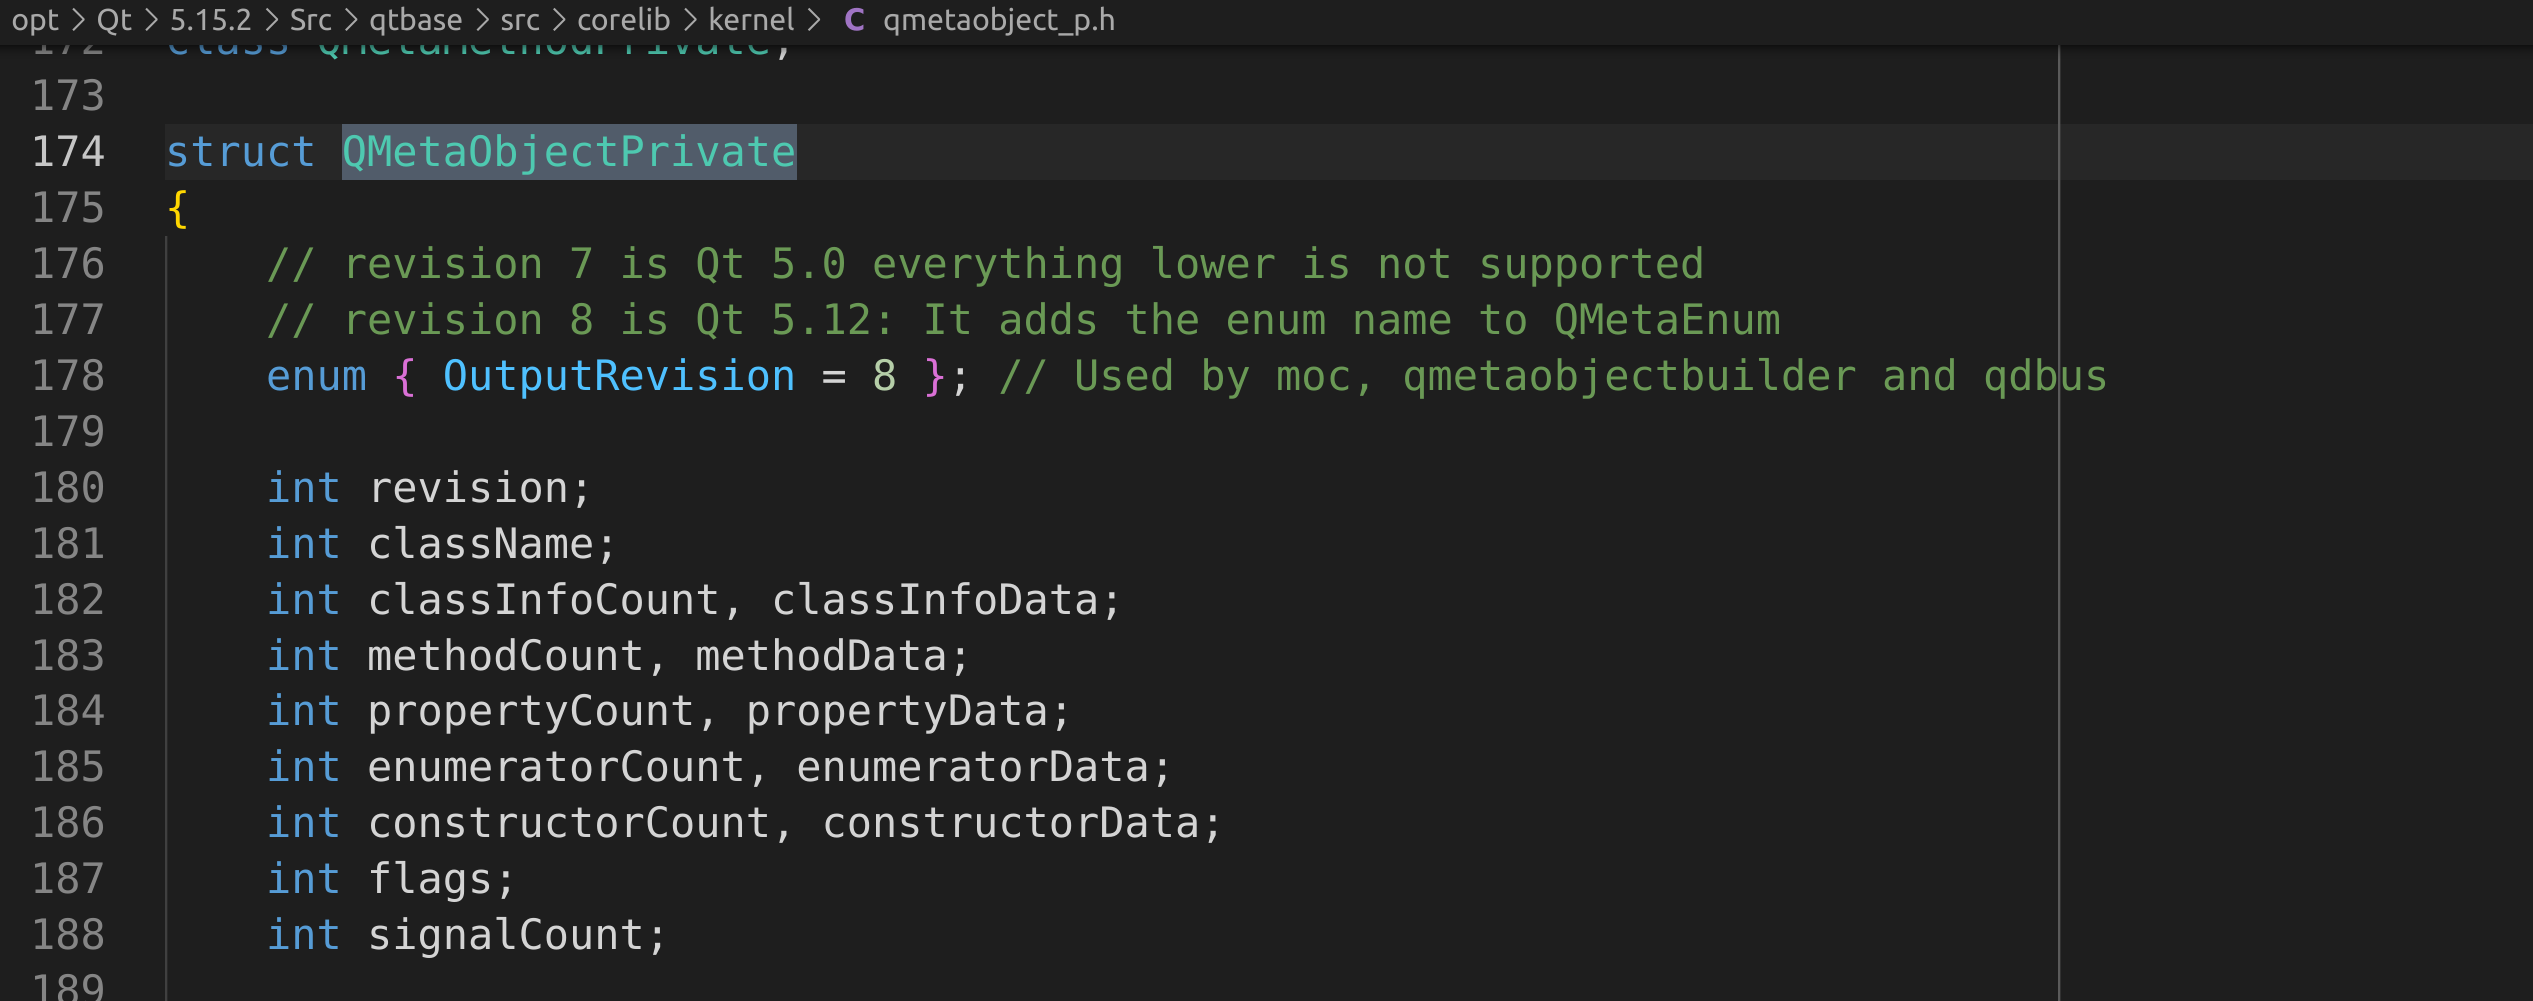 opt > Qt > 5.15.2 > Src > qtbase > src > corelib > kernel > C qmetaobject_p.h
172 class QMetaMethodPrivate;
173
174 struct QMetaObjectPrivate
175 {
176 // revision 7 is Qt 5.0 everything lower is not supported
177 // revision 8 is Qt 5.12: It adds the enum name to QMetaEnum
178 enum { OutputRevision = 8 }; // Used by moc, qmetaobjectbuilder and qdbus
179
180 int revision;
181 int className;
182 int classInfoCount, classInfoData;
183 int methodCount, methodData;
184 int propertyCount, propertyData;
185 int enumeratorCount, enumeratorData;
186 int constructorCount, constructorData;
187 int flags;
188 int signalCount;
189